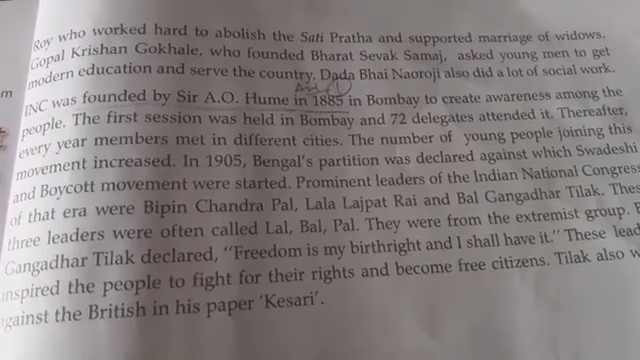 Roy who worked hard to abolish the Sati Pratha and supported marriage of widows.
Gopal Krishan Gokhale, who founded Bharat Sevak Samaj, asked young men to get
modern education and serve the country. Dada Bhai Naoroji also did a lot of social work.
INC was founded by Sir A.O. Hume in 1885 in Bombay to create awareness among the
people. The first session was held in Bombay and 72 delegates attended it. Thereafter,
every year members met in different cities. The number of young people joining this
movement increased. In 1905, Bengal's partition was declared against which Swadeshi
and Boycott movement were started. Prominent leaders of the Indian National Congress
of that era were Bipin Chandra Pal, Lala Lajpat Rai and Bal Gangadhar Tilak. Thes
three leaders were often called Lal, Bal, Pal. They were from the extremist group.
Gangadhar Tilak declared, "Freedom is my birthright and I shall have it." These lead
inspired the people to fight for their rights and become free citizens. Tilak also w
against the British in his paper 'Kesari'.